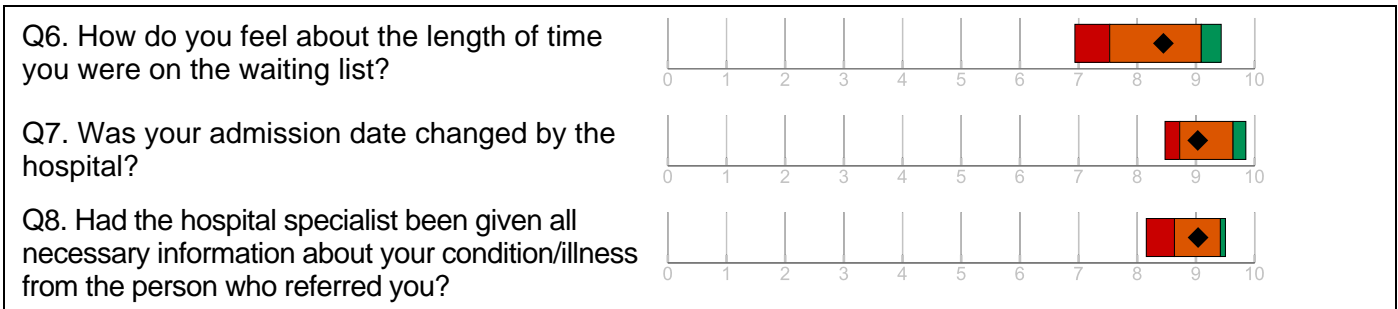 Q6. How do you feel about the length of time
you were on the waiting list?
0 1 2 3 4 5 6 7 8 9 10
Q7. Was your admission date changed by the
hospital?
0 1 2 3 4 5 6 7 8 9 10
Q8. Had the hospital specialist been given all
necessary information about your condition/illness
from the person who referred you?
0 1 2 3 4 5 6 7 8 9 10